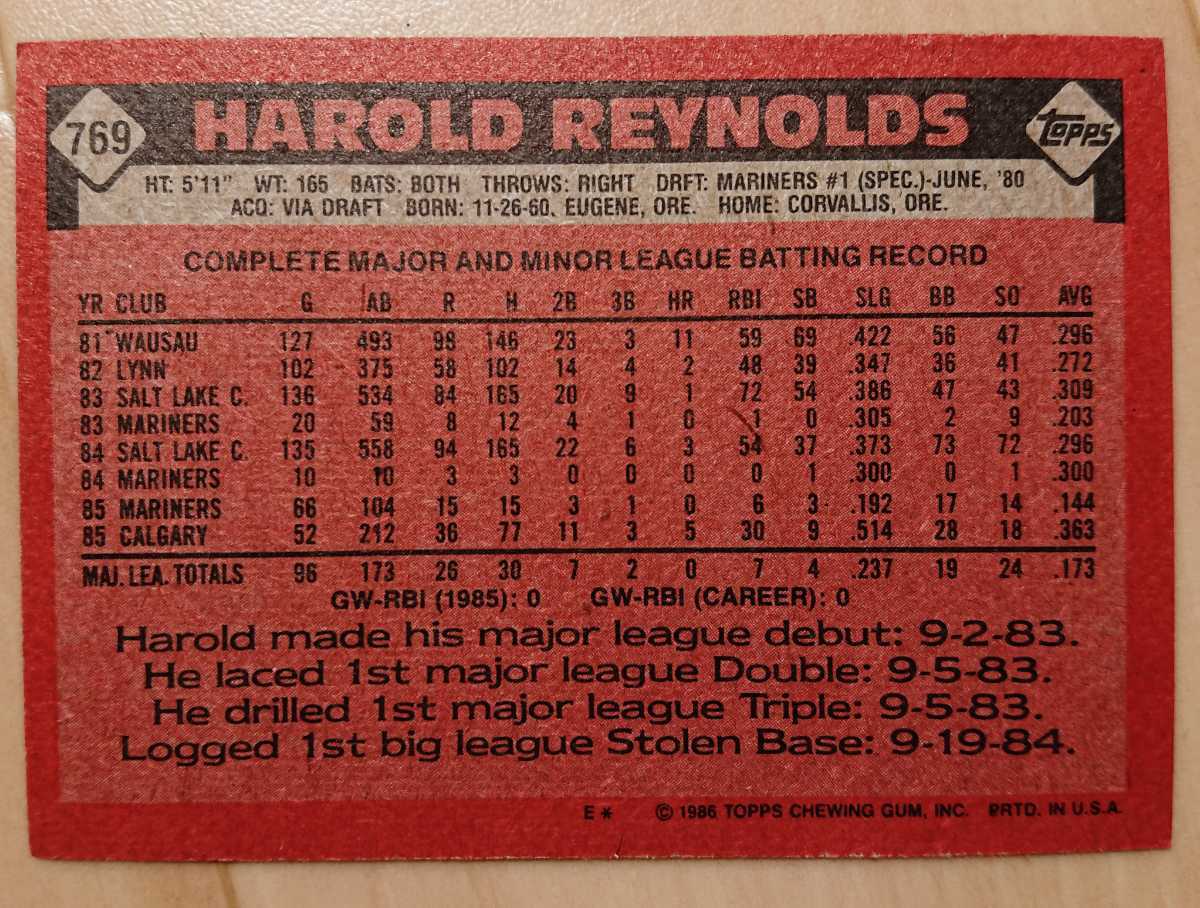 769 HAROLD REYNOLDS topps
HT: 5'11" WT: 165 BATS: BOTH THROWS: RIGHT DRFT: MARINERS #1 (SPEC.)-JUNE, '80
ACQ: VIA DRAFT BORN: 11-26-60, EUGENE, ORE. HOME: CORVALLIS, ORE.
COMPLETE MAJOR AND MINOR LEAGUE BATTING RECORD
YR CLUB G AB R H 2B 3B HR RBI SB SLG BB SO AVG
81 WAUSAU 127 493 98 146 23 3 11 59 69 .422 56 47 .296
82 LYNN 102 375 58 102 14 4 2 48 39 .347 36 41 .272
83 SALT LAKE C. 136 534 84 165 20 9 1 72 54 .386 47 43 .309
83 MARINERS 20 59 8 12 4 1 0 1 0 .305 2 9 .203
84 SALT LAKE C. 135 558 94 165 22 6 3 54 37 .373 73 72 .296
84 MARINERS 10 10 3 3 0 0 0 0 1 .300 0 1 .300
85 MARINERS 66 104 15 15 3 1 0 6 3 .192 17 14 .144
85 CALGARY 52 212 36 77 11 3 5 30 9 .514 28 18 .363
MAJ. LEA. TOTALS 96 173 26 30 7 2 0 7 4 .237 19 24 .173
GW-RBI (1985): 0 GW-RBI (CAREER): 0
Harold made his major league debut: 9-2-83.
He laced 1st major league Double: 9-5-83.
He drilled 1st major league Triple: 9-5-83.
Logged 1st big league Stolen Base: 9-19-84.
E* © 1986 TOPPS CHEWING GUM, INC. PRTD. IN U.S.A.